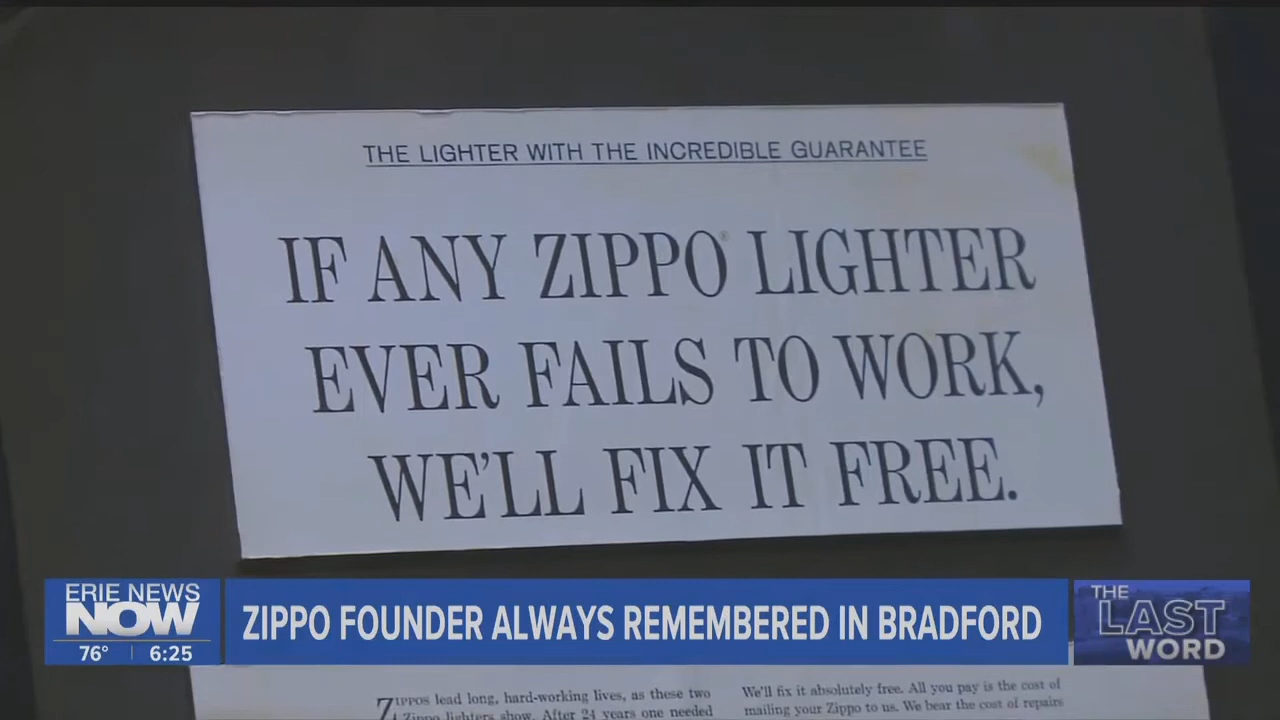 THE LIGHTER WITH THE INCREDIBLE GUARANTEE
IF ANY ZIPPO® LIGHTER
EVER FAILS TO WORK,
WE'LL FIX IT FREE.
ERIE NEWS
NOW
76° | 6:25
ZIPPO FOUNDER ALWAYS REMEMBERED IN BRADFORD
THE
LAST
WORD
ZIPPOS lead long, hard-working lives, as these two
Zippo lighters show. After 24 years one needed
We'll fix it absolutely free. All you pay is the cost of
mailing your Zippo to us. We bear the cost of repairs